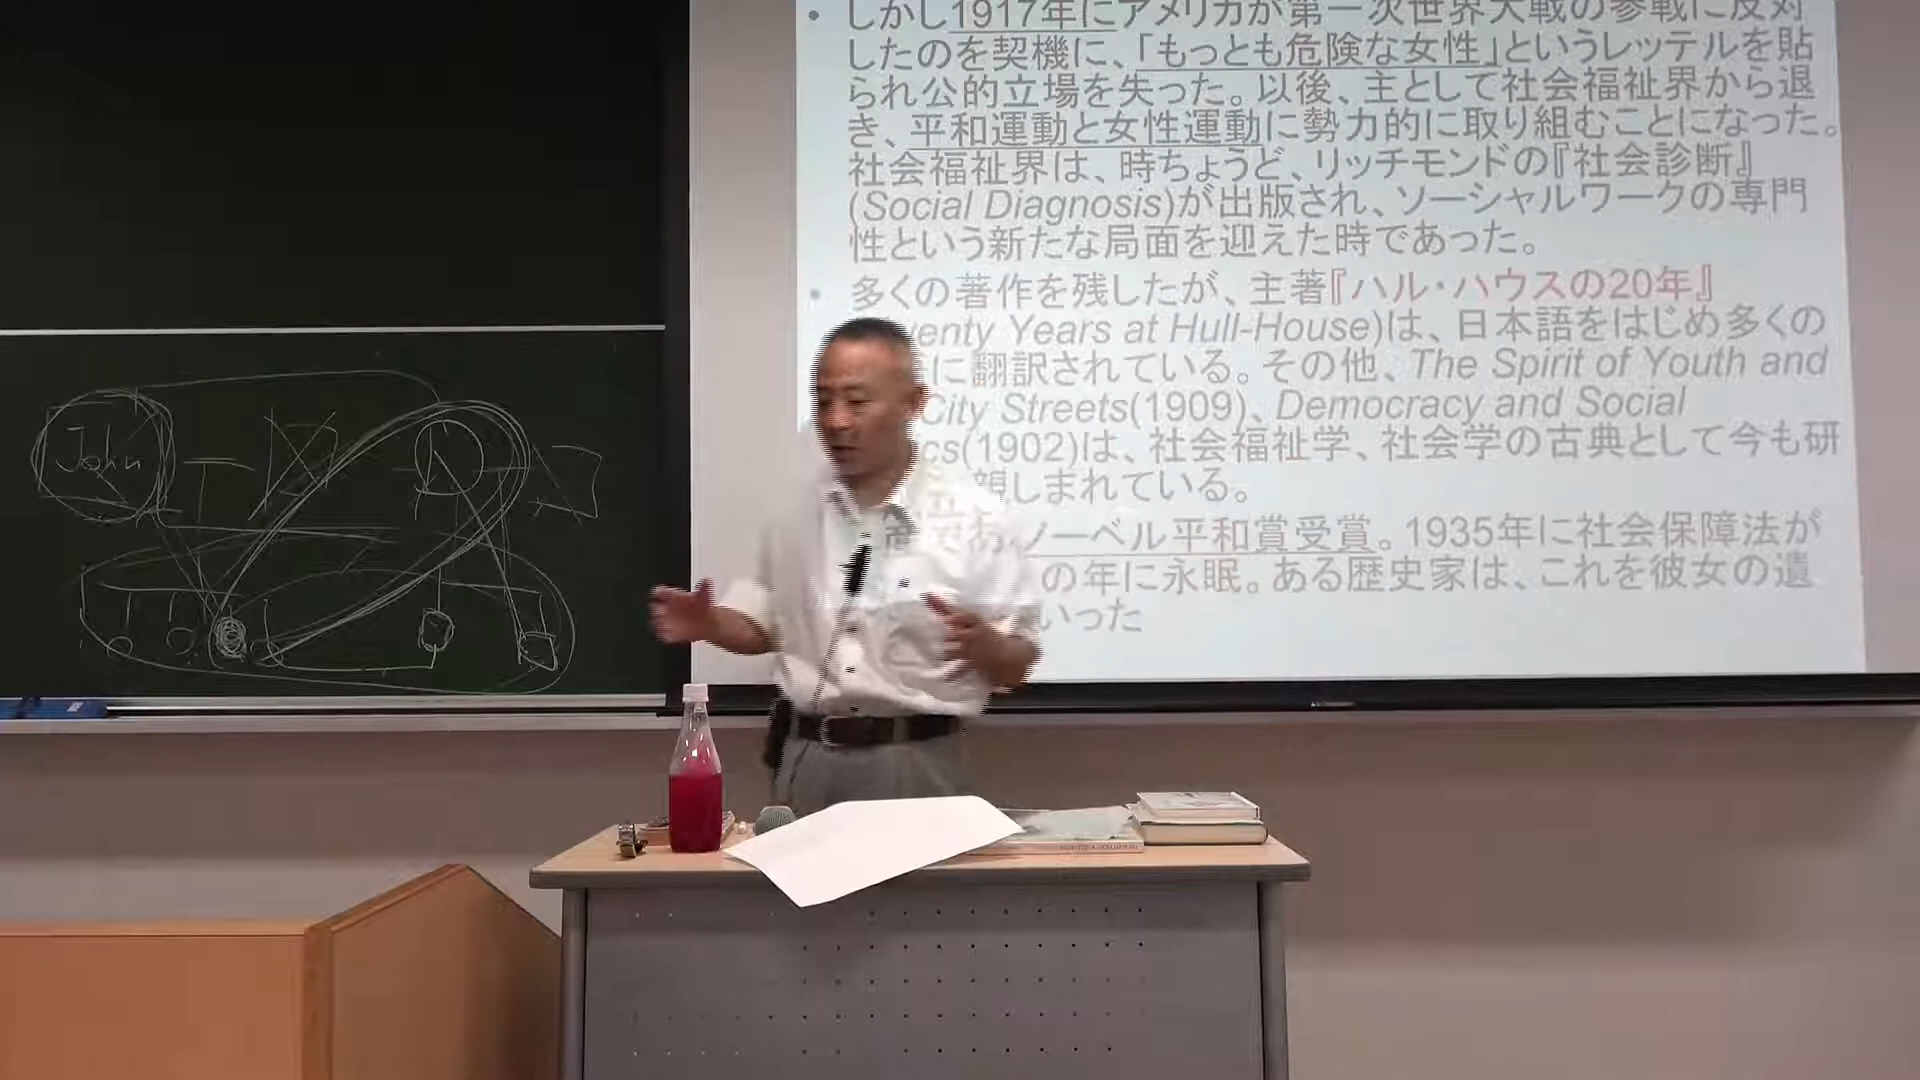 John
しかし1917年にアメリカが第一次世界大戦の参戦に反対
したのを契機に、「もっとも危険な女性」というレッテルを貼
られ公的立場を失った。以後、主として社会福祉界から退
き、平和運動と女性運動に勢力的に取り組むことになった。
社会福祉界は、時ちょうど、リッチモンドの『社会診断』
(Social Diagnosis)が出版され、ソーシャルワークの専門
性という新たな局面を迎えた時であった。
多くの著作を残したが、主著『ハル・ハウスの20年』
Years at Hull-House)は、日本語をはじめ多くの
に翻訳されている。その他、The Spirit of Youth and
City Streets(1909)、Democracy and Social
(1902)は、社会福祉学、社会学の古典として今も研
親しまれている。
ノーベル平和賞受賞。1935年に社会保障法が
の年に永眠。ある歴史家は、これを彼女の遺
いった